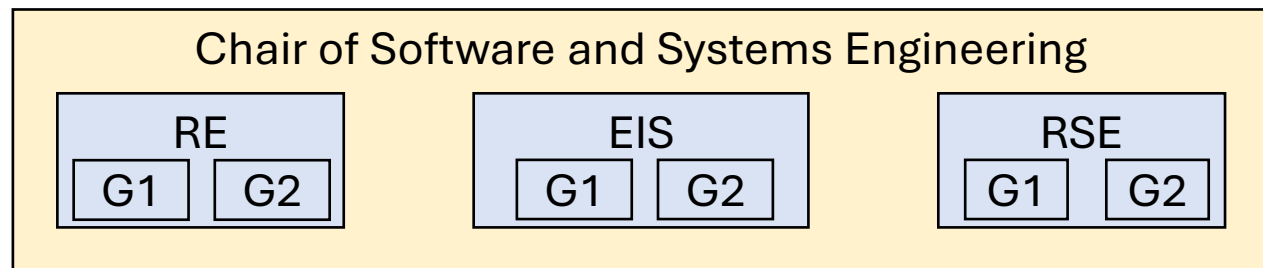 Chair of Software and Systems Engineering
RE
G1 G2
EIS
G1 G2
RSE
G1 G2